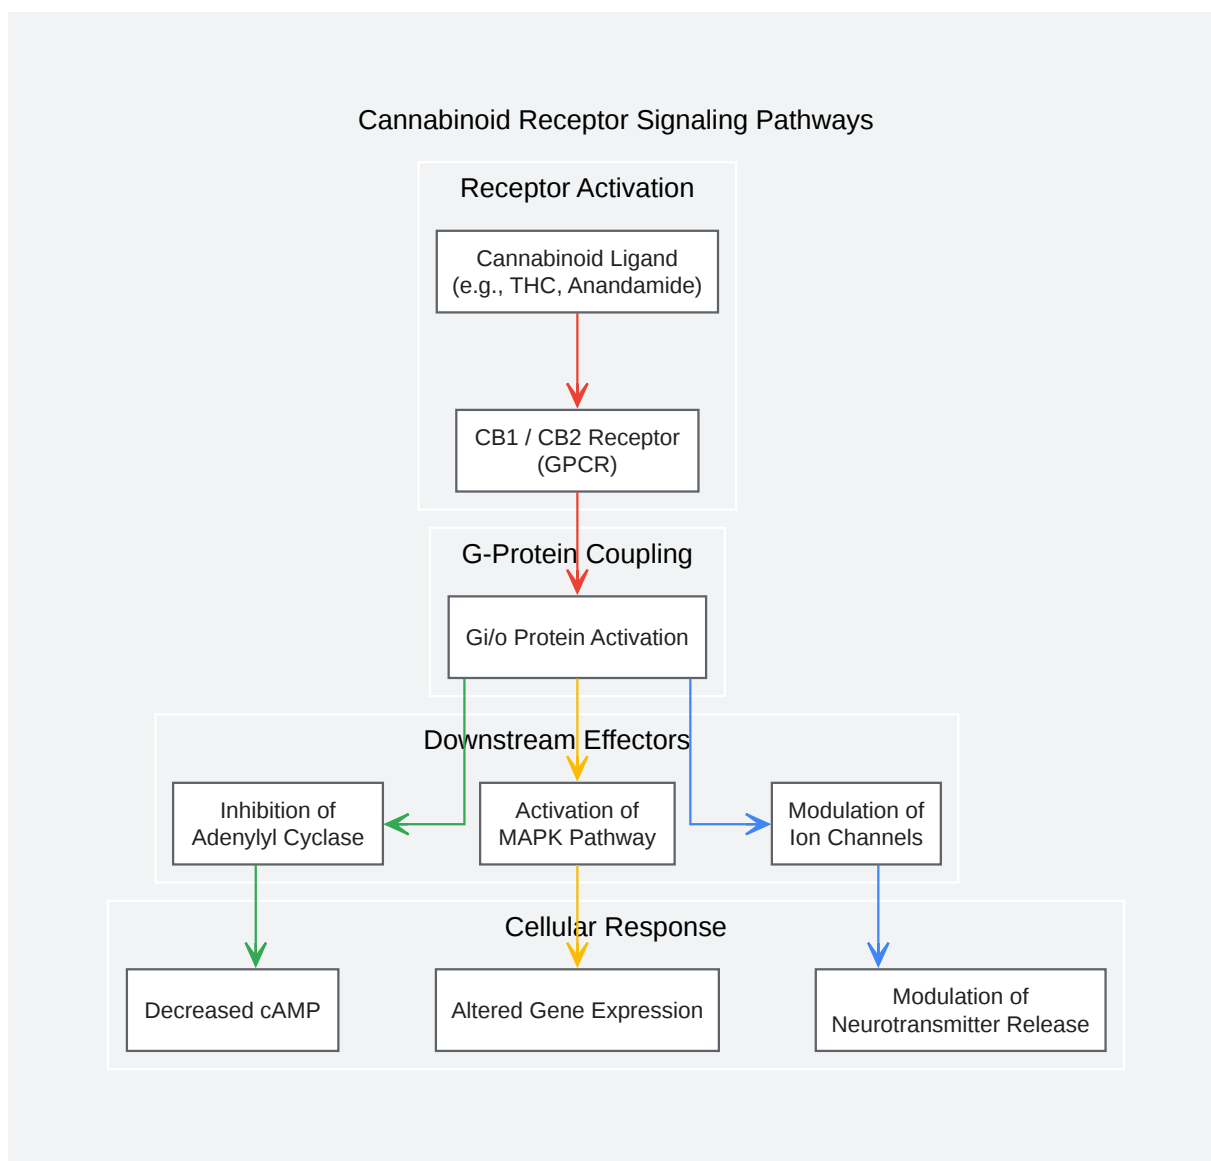 Cannabinoid Receptor Signaling Pathways
Receptor Activation
Cannabinoid Ligand
(e.g., THC, Anandamide)
CB1 / CB2 Receptor
(GPCR)
G-Protein Coupling
Gi/o Protein Activation
Downstream Effectors
Inhibition of
Adenylyl Cyclase
Activation of
MAPK Pathway
Modulation of
Ion Channels
Cellular Response
Decreased cAMP
Altered Gene Expression
Modulation of
Neurotransmitter Release